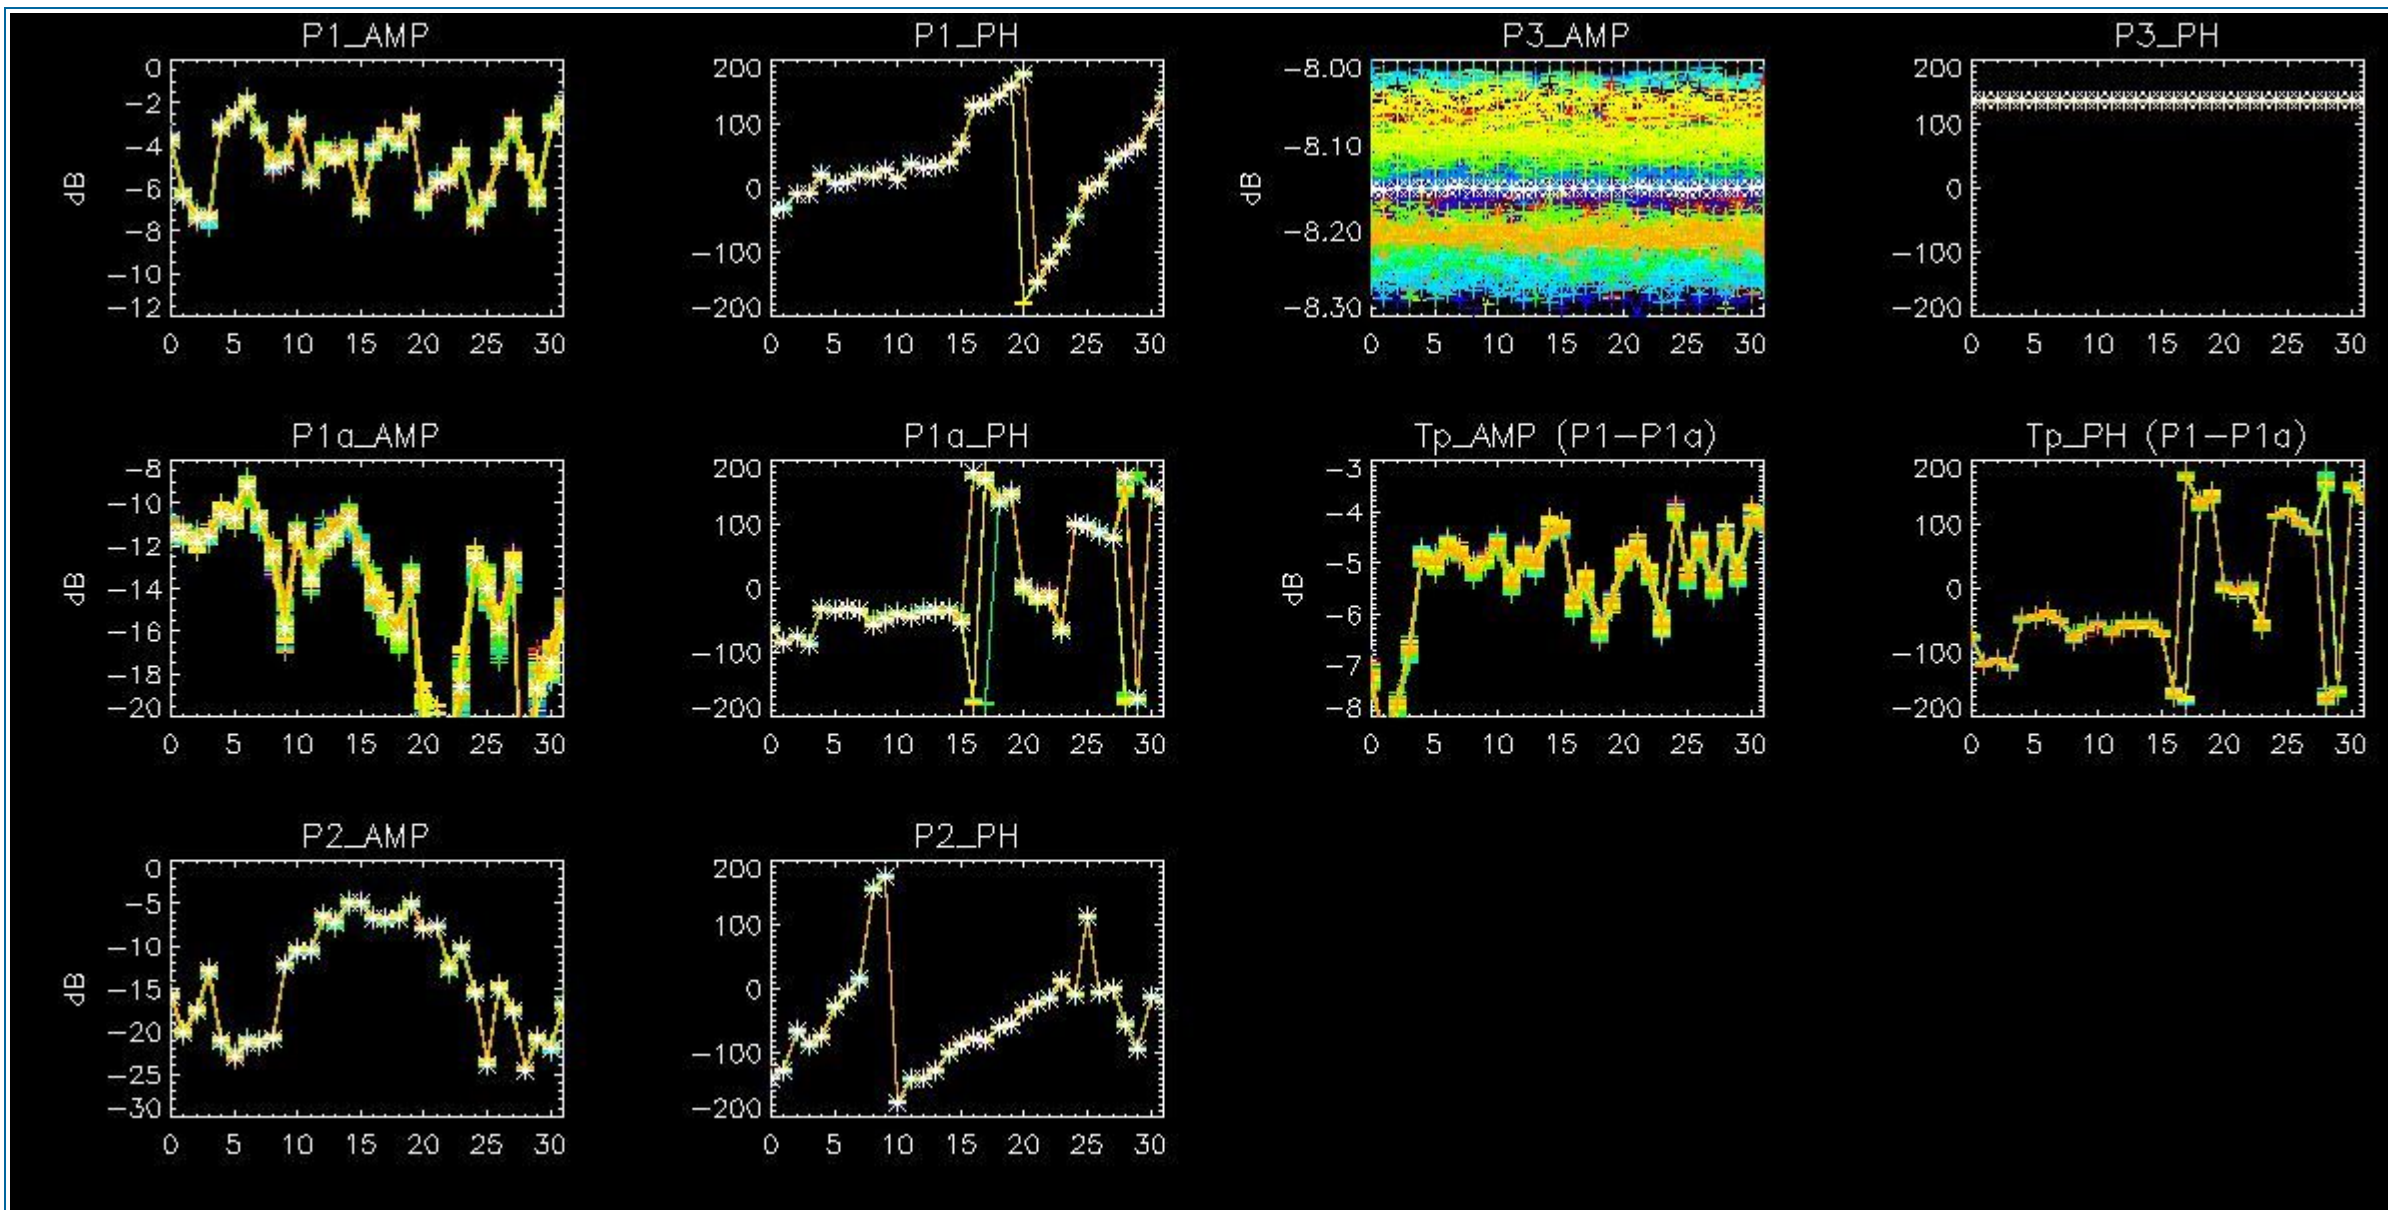 P1_AMP P1_PH P3_AMP P3_PH
0 200 -8.00 200
-2 100 -8.10 100
-4 0 -8.20 0
-6 -100 -8.30 -100
-8 -200 -200
-10
-12
dB dB
0 5 10 15 20 25 30 0 5 10 15 20 25 30 0 5 10 15 20 25 30 0 5 10 15 20 25 30
P1a_AMP P1a_PH Tp_AMP (P1-P1a) Tp_PH (P1-P1a)
-8 200 -3 200
-10 100 -4 100
-12 0 -5 0
-14 -100 -6 -100
-16 -200 -7 -200
-18 -8
-20
dB dB
0 5 10 15 20 25 30 0 5 10 15 20 25 30 0 5 10 15 20 25 30 0 5 10 15 20 25 30
P2_AMP P2_PH
0 200
-5 100
-10 0
-15 -100
-20 -200
-25
-30
dB
0 5 10 15 20 25 30 0 5 10 15 20 25 30